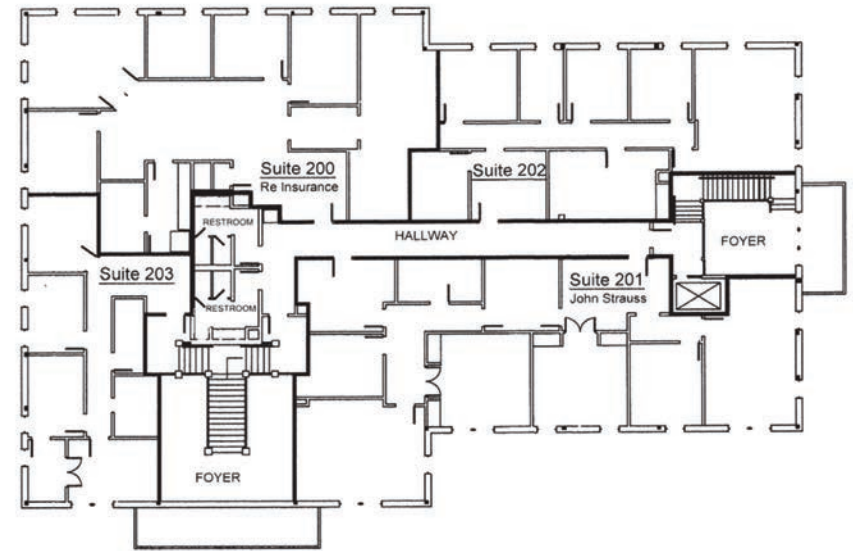 Suite 200
Re Insurance
Suite 202
RESTROOM
HALLWAY
FOYER
Suite 203
Suite 201
John Strauss
RESTROOM
FOYER